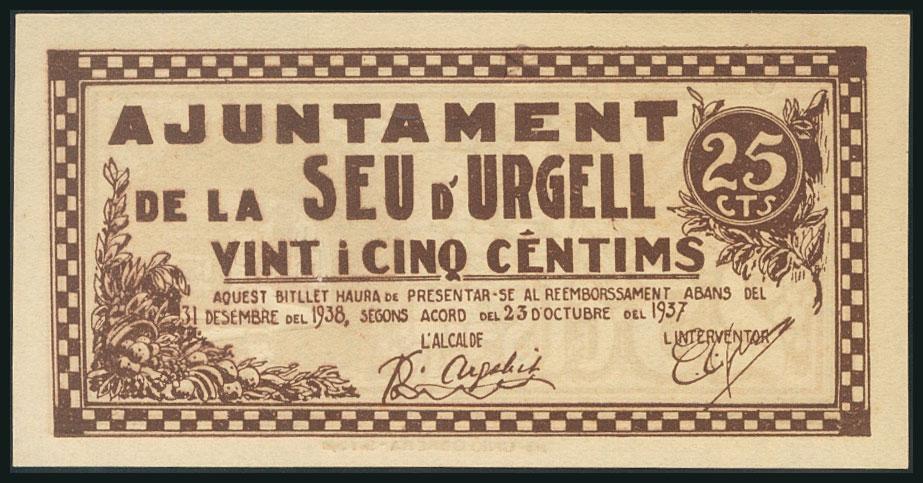 AJUNTAMENT
DE LA SEU D'URGELL
25
CTS
VINT i CINQ CÉNTIMS
AQUEST BITLLET HAURA DE PRESENTAR-SE AL REEMBORSSAMENT ABANS DEL
31 DESEMBRE DEL 1938, SEGONS ACORD DEL 23 D'OCTUBRE DEL 1937
L'ALCALDE
L'INTERVENTOR